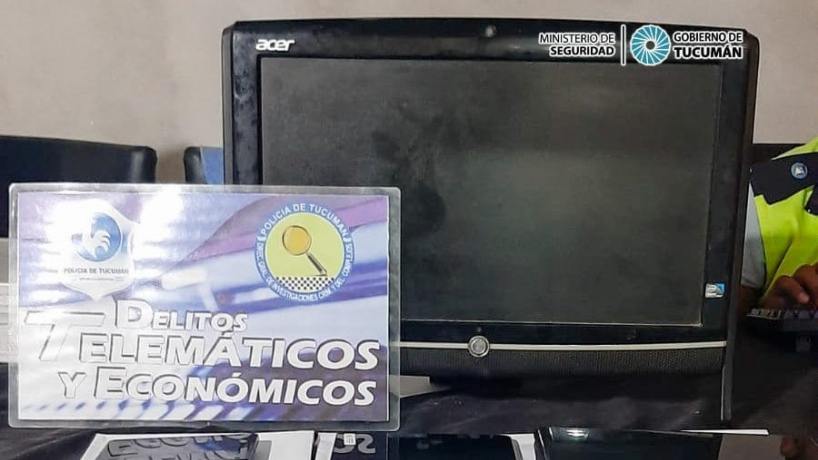 acer
MINISTERIO DE
SEGURIDAD
GOBIERNO DE
TUCUMÁN
POLICIA DE TUCUMAN
POLICIA DE TUCUMAN
DELITOS
TELEMÁTICOS
Y ECONÓMICOS